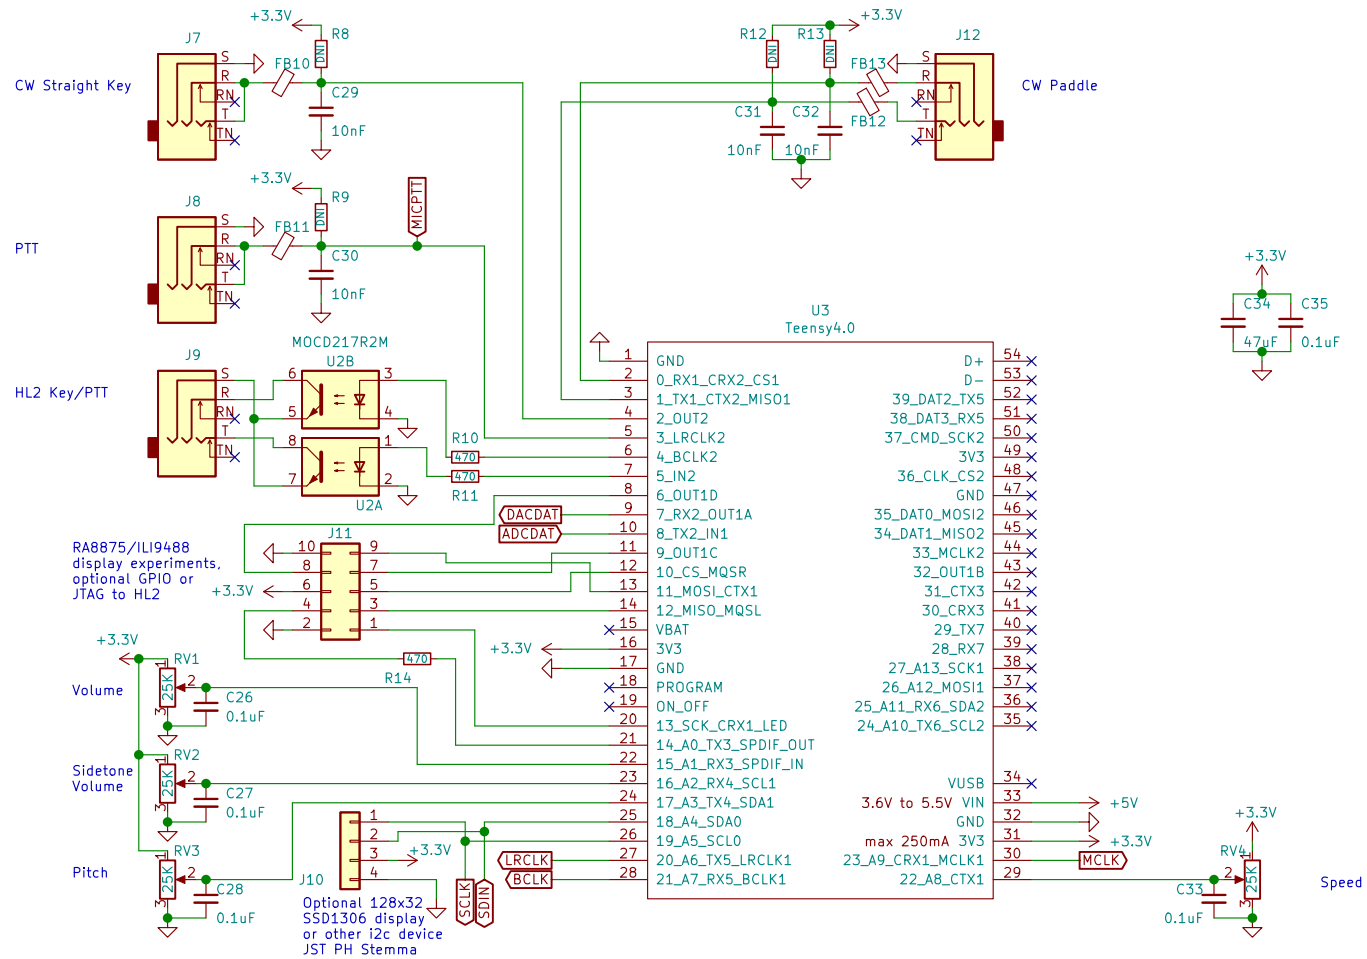 +3.3V
R8
DNI
J7
S
R
RN
T
TN
FB10
C29
10nF
CW Straight Key
+3.3V
R12
R13
DNI
DNI
J12
S
R
RN
T
TN
FB13
FB12
C31
C32
10nF
10nF
CW Paddle
+3.3V
R9
DNI
J8
S
R
RN
T
TN
FB11
C30
10nF
MICPTT
PTT
+3.3V
C34
C35
47uF
0.1uF
MOCD217R2M
U2B
J9
S
R
RN
T
TN
HL2 Key/PTT
6
5
3
4
8
7
1
2
U2A
R10
470
470
R11
U3
Teensy4.0
1 GND
2 0_RX1_CRX2_CS1
3 1_TX1_CTX2_MISO1
4 2_OUT2
5 3_LRCLK2
6 4_BCLK2
7 5_IN2
8 6_OUT1D
9 7_RX2_OUT1A
10 8_TX2_IN1
11 9_OUT1C
12 10_CS_MQSR
13 11_MOSI_CTX1
14 12_MISO_MQSL
15 VBAT
16 3V3
17 GND
18 PROGRAM
19 ON_OFF
20 13_SCK_CRX1_LED
21 14_A0_TX3_SPDIF_OUT
22 15_A1_RX3_SPDIF_IN
23 16_A2_RX4_SCL1
24 17_A3_TX4_SDA1
25 18_A4_SDA0
26 19_A5_SCL0
27 20_A6_TX5_LRCLK1
28 21_A7_RX5_BCLK1
D+ 54
D- 53
39_DAT2_TX5 52
38_DAT3_RX5 51
37_CMD_SCK2 50
3V3 49
36_CLK_CS2 48
GND 47
35_DAT0_MOSI2 46
34_DAT1_MISO2 45
33_MCLK2 44
32_OUT1B 43
31_CTX3 42
30_CRX3 41
29_TX7 40
28_RX7 39
27_A13_SCK1 38
26_A12_MOSI1 37
25_A11_RX6_SDA2 36
24_A10_TX6_SCL2 35
VUSB 34
3.6V to 5.5V VIN 33
GND 32
max 250mA 3V3 31
23_A9_CRX1_MCLK1 30
22_A8_CTX1 29
DACDAT
ADCDAT
+3.3V
LRCLK
BCLK
+5V
+3.3V
MCLK
J11
10 9
8 7
6 5
4 3
2 1
+3.3V
RA8875/ILI9488
display experiments,
optional GPIO or
JTAG to HL2
470
R14
+3.3V
RV1
25K
1
2
3
C26
0.1uF
Volume
RV2
25K
1
2
3
C27
0.1uF
Sidetone
Volume
RV3
25K
1
2
3
C28
0.1uF
Pitch
1
2
3
4
J10
+3.3V
SCLK
SDIN
Optional 128x32
SSD1306 display
or other i2c device
JST PH Stemma
+3.3V
RV4
25K
1
2
3
C33
0.1uF
Speed